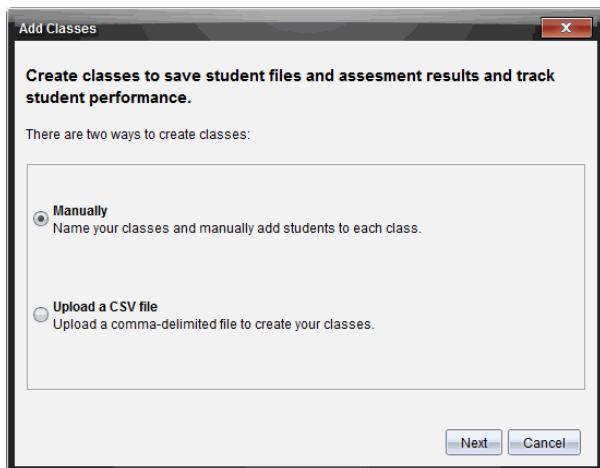 Add Classes
X
Create classes to save student files and assesment results and track
student performance.
There are two ways to create classes:
Manually
Name your classes and manually add students to each class.
Upload a CSV file
Upload a comma-delimited file to create your classes.
Next Cancel